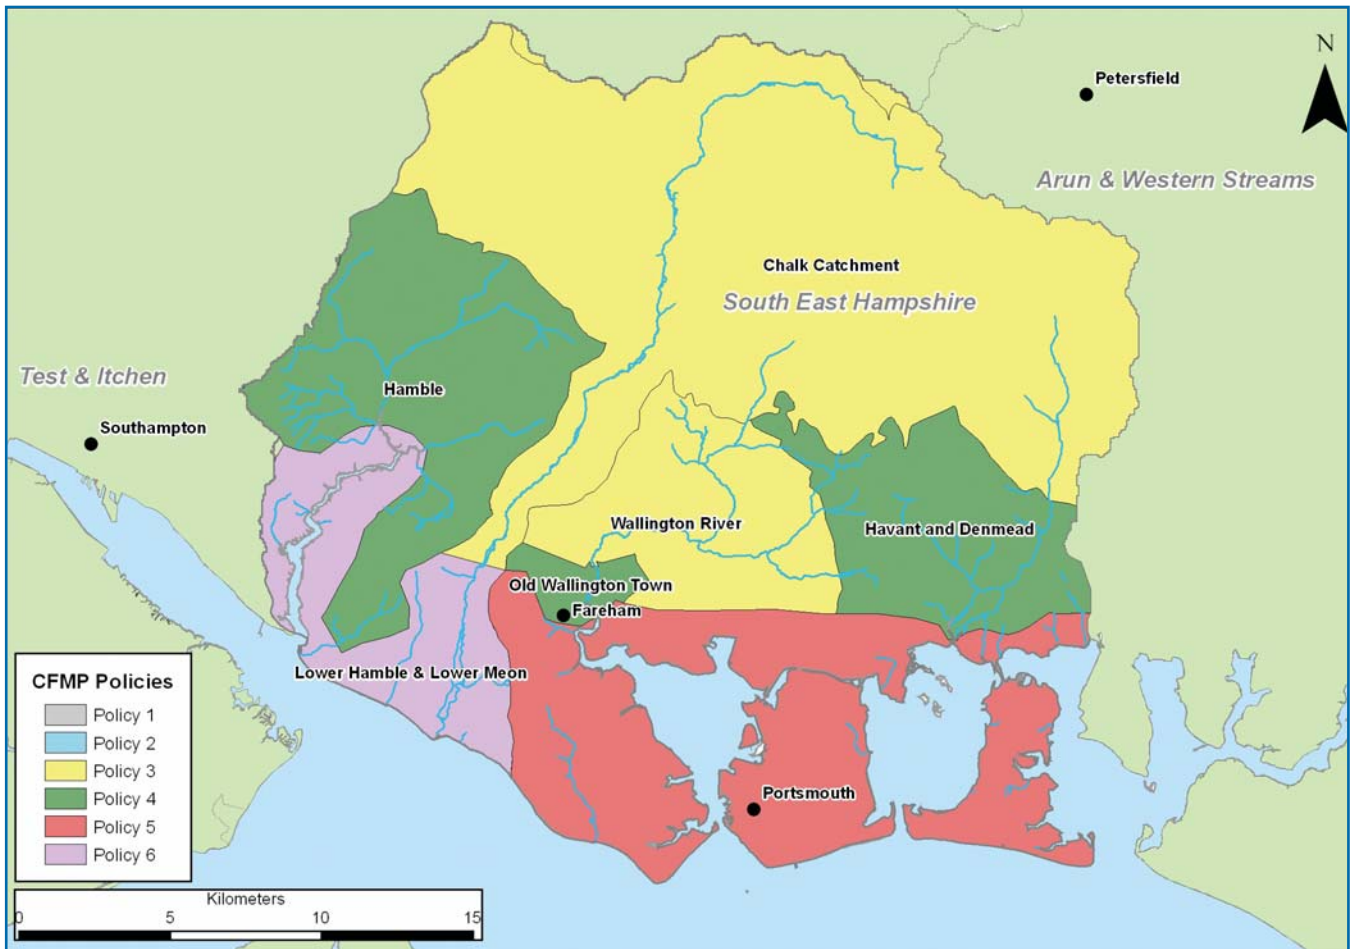 N
Petersfield
Arun & Western Streams
Chalk Catchment
South East Hampshire
Test & Itchen
Hamble
Southampton
Wallington River
Havant and Denmead
Old Wallington Town
Fareham
Lower Hamble & Lower Meon
Portsmouth
CFMP Policies
Policy 1
Policy 2
Policy 3
Policy 4
Policy 5
Policy 6
Kilometers
0 5 10 15